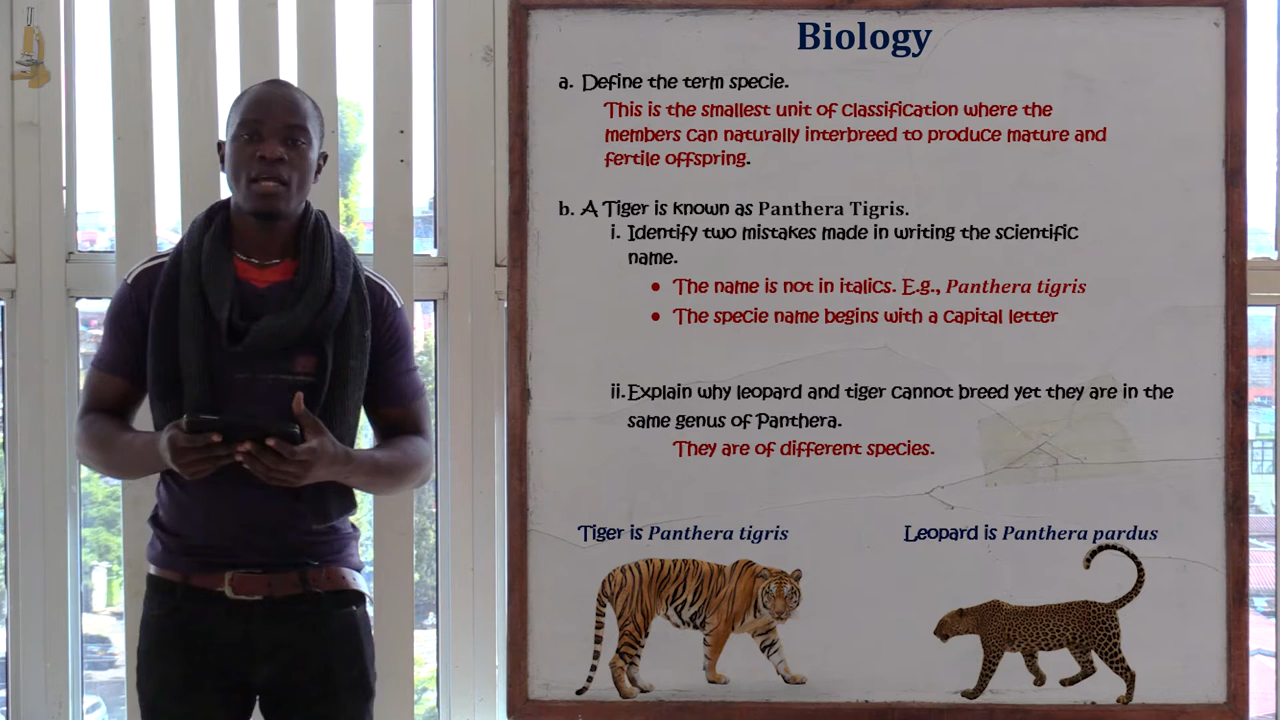 Biology
a. Define the term specie.
This is the smallest unit of classification where the
members can naturally interbreed to produce mature and
fertile offspring.
b. A Tiger is known as Panthera Tigris.
i. Identify two mistakes made in writing the scientific
name.
• The name is not in italics. E.g., Panthera tigris
• The specie name begins with a capital letter
ii. Explain why leopard and tiger cannot breed yet they are in the
same genus of Panthera.
They are of different species.
Tiger is Panthera tigris
Leopard is Panthera pardus